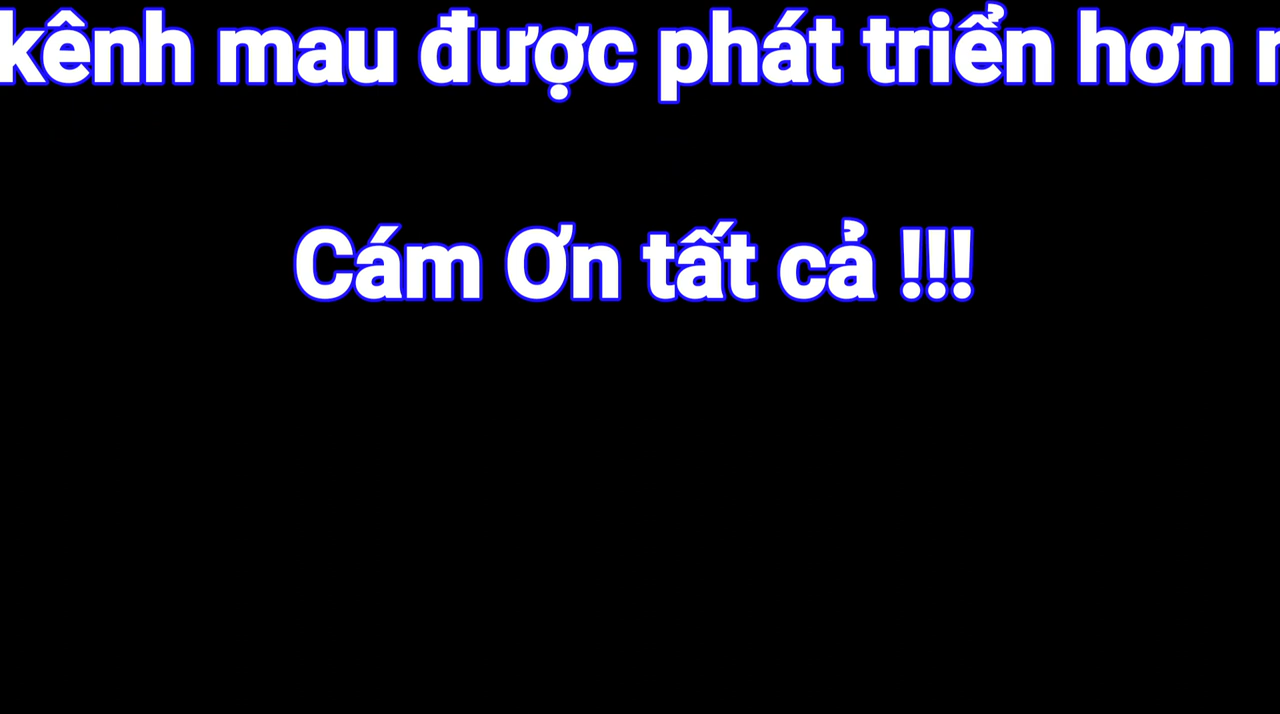 kênh mau được phát triển hơn
Cám Ơn tất cả !!!